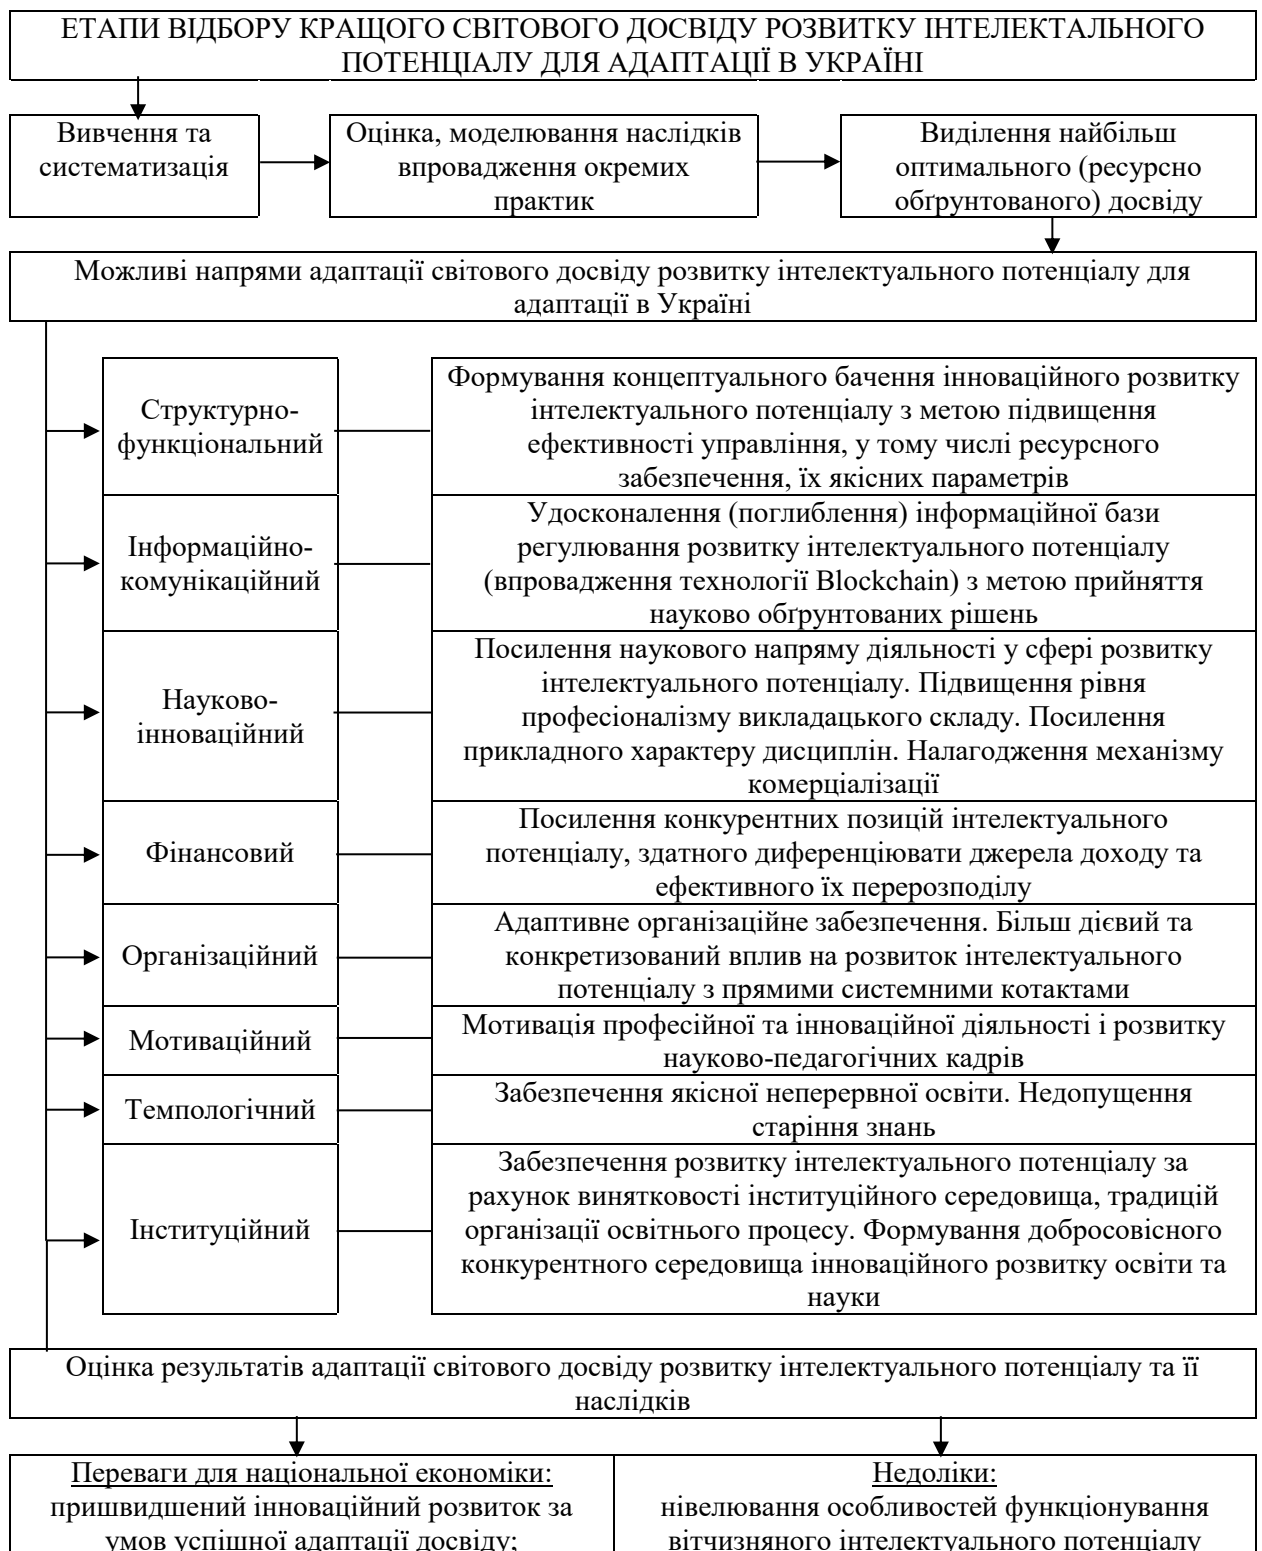 ЕТАПИ ВІДБОРУ КРАЩОГО СВІТОВОГО ДОСВІДУ РОЗВИТКУ ІНТЕЛЕКТАЛЬНОГО
ПОТЕНЦІАЛУ ДЛЯ АДАПТАЦІЇ В УКРАЇНІ
Вивчення та
систематизація
Оцінка, моделювання наслідків
впровадження окремих
практик
Виділення найбільш
оптимального (ресурсно
обґрунтованого) досвіду
Можливі напрями адаптації світового досвіду розвитку інтелектуального потенціалу для
адаптації в Україні
Структурно-
функціональний
Формування концептуального бачення інноваційного розвитку
інтелектуального потенціалу з метою підвищення
ефективності управління, у тому числі ресурсного
забезпечення, їх якісних параметрів
Інформаційно-
комунікаційний
Удосконалення (поглиблення) інформаційної бази
регулювання розвитку інтелектуального потенціалу
(впровадження технології Blockchain) з метою прийняття
науково обґрунтованих рішень
Науково-
інноваційний
Посилення наукового напряму діяльності у сфері розвитку
інтелектуального потенціалу. Підвищення рівня
професіоналізму викладацького складу. Посилення
прикладного характеру дисциплін. Налагодження механізму
комерціалізації
Фінансовий
Посилення конкурентних позицій інтелектуального
потенціалу, здатного диференціювати джерела доходу та
ефективного їх перерозподілу
Організаційний
Адаптивне організаційне забезпечення. Більш дієвий та
конкретизований вплив на розвиток інтелектуального
потенціалу з прямими системними котактами
Мотиваційний
Мотивація професійної та інноваційної діяльності і розвитку
науково-педагогічних кадрів
Темпологічний
Забезпечення якісної неперервної освіти. Недопущення
старіння знань
Інституційний
Забезпечення розвитку інтелектуального потенціалу за
рахунок винятковості інституційного середовища, традицій
організації освітнього процесу. Формування добросовісного
конкурентного середовища інноваційного розвитку освіти та
науки
Оцінка результатів адаптації світового досвіду розвитку інтелектуального потенціалу та її
наслідків
Переваги для національної економіки:
пришвидшений інноваційний розвиток за
умов успішної адаптації досвіду;
Недоліки:
нівелювання особливостей функціонування
вітчизняного інтелектуального потенціалу